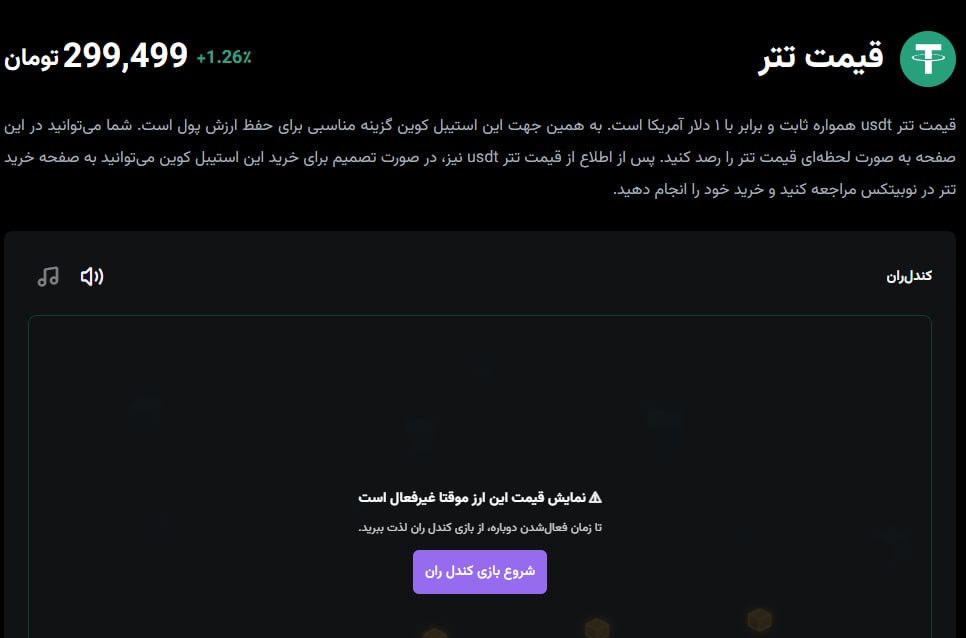 قیمت تتر
299,499 تومان +1.26٪
قیمت تتر usdt همواره ثابت و برابر با ۱ دلار آمریکا است. به همین جهت این استیبل کوین گزینه مناسبی برای حفظ ارزش پول است. شما می‌توانید در این
صفحه به صورت لحظه‌ای قیمت تتر را رصد کنید. پس از اطلاع از قیمت تتر usdt نیز، در صورت تصمیم برای خرید این استیبل کوین می‌توانید به صفحه خرید
تتر در نوبیتکس مراجعه کنید و خرید خود را انجام دهید.
کندل‌ران
⚠ نمایش قیمت این ارز موقتا غیرفعال است
تا زمان فعال‌شدن دوباره، از بازی کندل ران لذت ببرید.
شروع بازی کندل ران